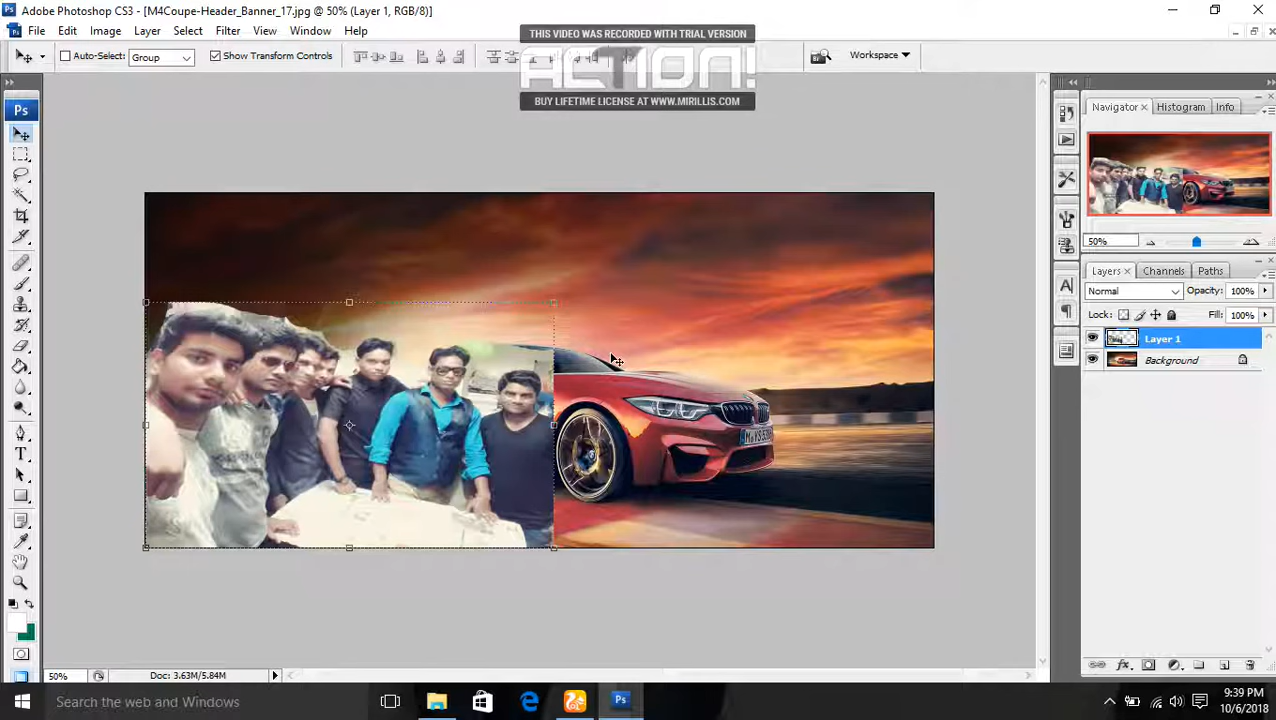 Adobe Photoshop CS3 - [M4Coupe-Header_Banner_17.jpg @ 50% (Layer 1, RGB/8)]
File Edit Image Layer Select Filter View Window Help
THIS VIDEO WAS RECORDED WITH TRIAL VERSION
ACTION!
BUY LIFETIME LICENSE AT WWW.MIRILLIS.COM
Auto-Select: Group Show Transform Controls Workspace
Ps
Navigator Histogram Info
50%
Layers Channels Paths
Normal Opacity: 100%
Lock: Fill: 100%
Layer 1
Background
50% Doc: 3.63M/5.84M
Search the web and Windows
9:39 PM
10/6/2018